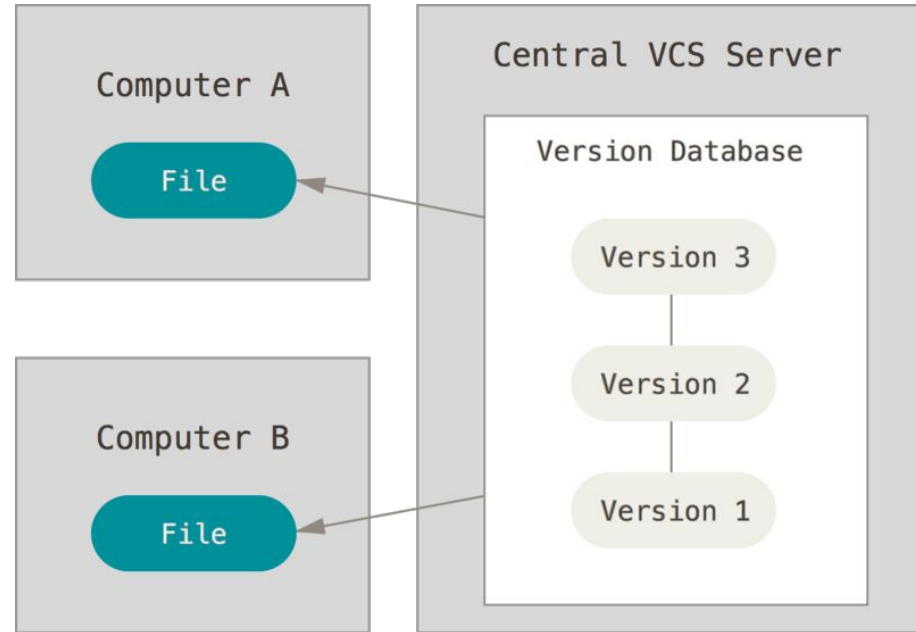 Computer A
File
Computer B
File
Central VCS Server
Version Database
Version 3
Version 2
Version 1